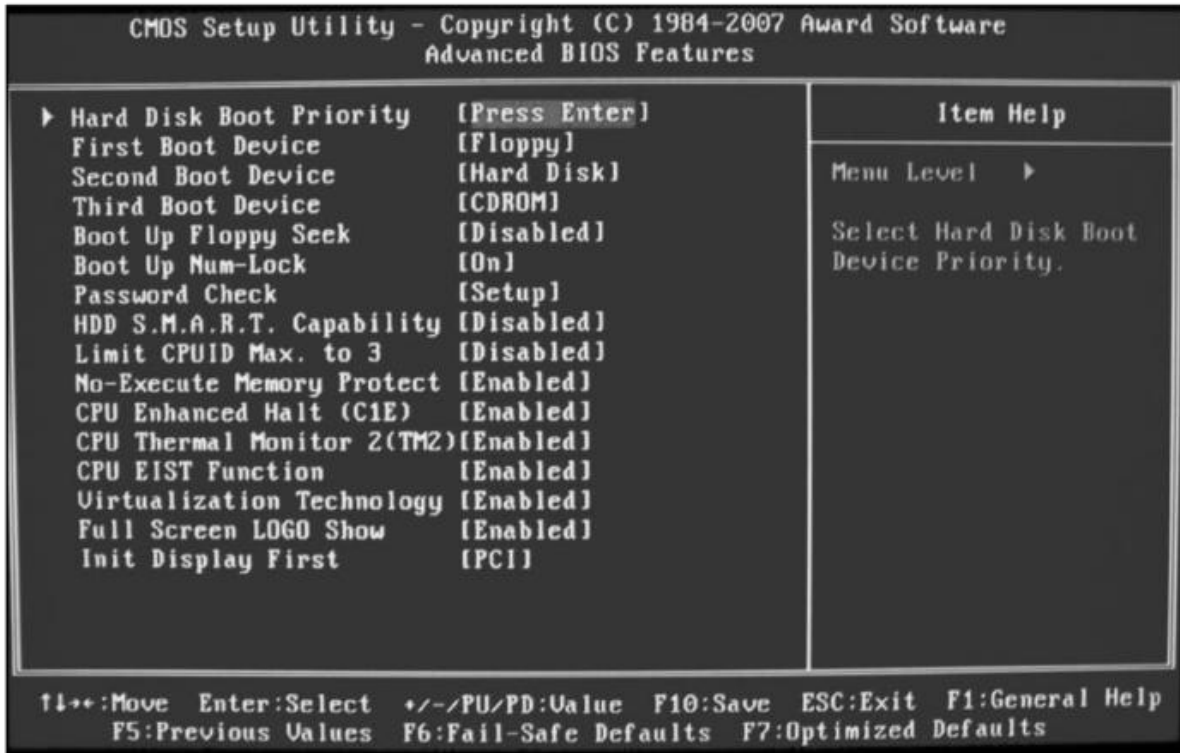 CMOS Setup Utility - Copyright (C) 1984-2007 Award Software
Advanced BIOS Features
▶ Hard Disk Boot Priority [Press Enter]
First Boot Device [Floppy]
Second Boot Device [Hard Disk]
Third Boot Device [CDROM]
Boot Up Floppy Seek [Disabled]
Boot Up Num-Lock [On]
Password Check [Setup]
HDD S.M.A.R.T. Capability [Disabled]
Limit CPUID Max. to 3 [Disabled]
No-Execute Memory Protect [Enabled]
CPU Enhanced Halt (C1E) [Enabled]
CPU Thermal Monitor 2(TM2)[Enabled]
CPU EIST Function [Enabled]
Virtualization Technology [Enabled]
Full Screen LOGO Show [Enabled]
Init Display First [PCI]
Item Help
Menu Level ▶
Select Hard Disk Boot
Device Priority.
↑↓→←:Move Enter:Select +/-/PU/PD:Value F10:Save ESC:Exit F1:General Help
F5:Previous Values F6:Fail-Safe Defaults F7:Optimized Defaults